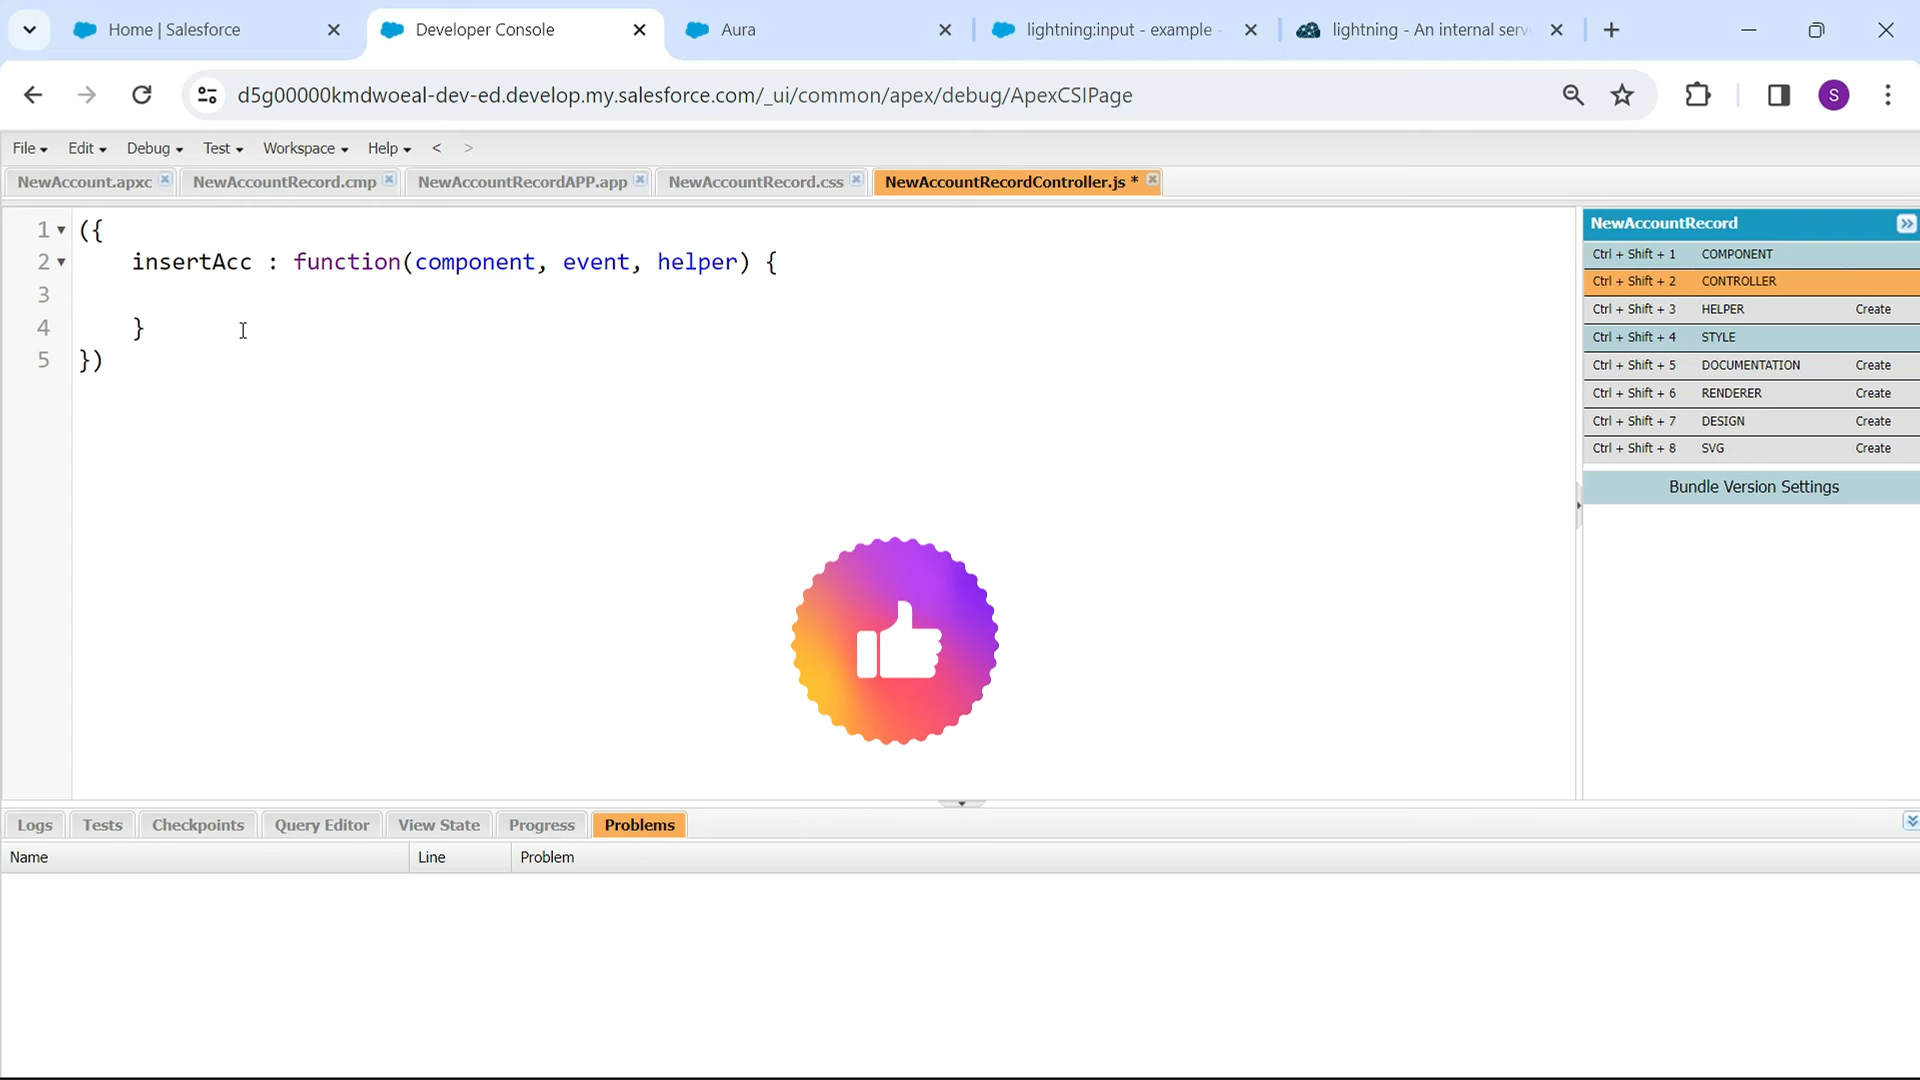 Home | Salesforce
Developer Console
Aura
lightning:input - example -
lightning - An internal serv
d5g00000kmdwoeal-dev-ed.develop.my.salesforce.com/_ui/common/apex/debug/ApexCSIPage
S
File Edit Debug Test Workspace Help < >
NewAccount.apxc NewAccountRecord.cmp NewAccountRecordAPP.app NewAccountRecord.css NewAccountRecordController.js *
1 ({
2 insertAcc : function(component, event, helper) {
3
4 }
5 })
NewAccountRecord
Ctrl + Shift + 1 COMPONENT
Ctrl + Shift + 2 CONTROLLER
Ctrl + Shift + 3 HELPER Create
Ctrl + Shift + 4 STYLE
Ctrl + Shift + 5 DOCUMENTATION Create
Ctrl + Shift + 6 RENDERER Create
Ctrl + Shift + 7 DESIGN Create
Ctrl + Shift + 8 SVG Create
Bundle Version Settings
Logs Tests Checkpoints Query Editor View State Progress Problems
Name Line Problem